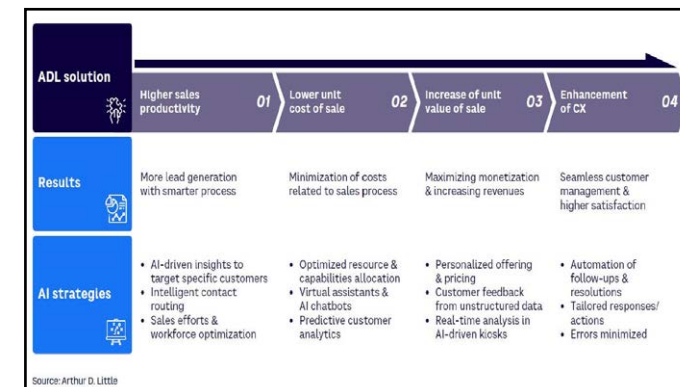 ADL solution
Higher sales
productivity
01
Lower unit
cost of sale
02
Increase of unit
value of sale
03
Enhancement
of CX
04
Results
More lead generation
with smarter process
Minimization of costs
related to sales process
Maximizing monetization
& increasing revenues
Seamless customer
management &
higher satisfaction
AI strategies
• AI-driven insights to
target specific customers
• Intelligent contact
routing
• Sales efforts &
workforce optimization
• Optimized resource &
capabilities allocation
• Virtual assistants &
AI chatbots
• Predictive customer
analytics
• Personalized offering
& pricing
• Customer feedback
from unstructured data
• Real-time analysis in
AI-driven kiosks
• Automation of
follow-ups &
resolutions
• Tailored responses/
actions
• Errors minimized
Source: Arthur D. Little